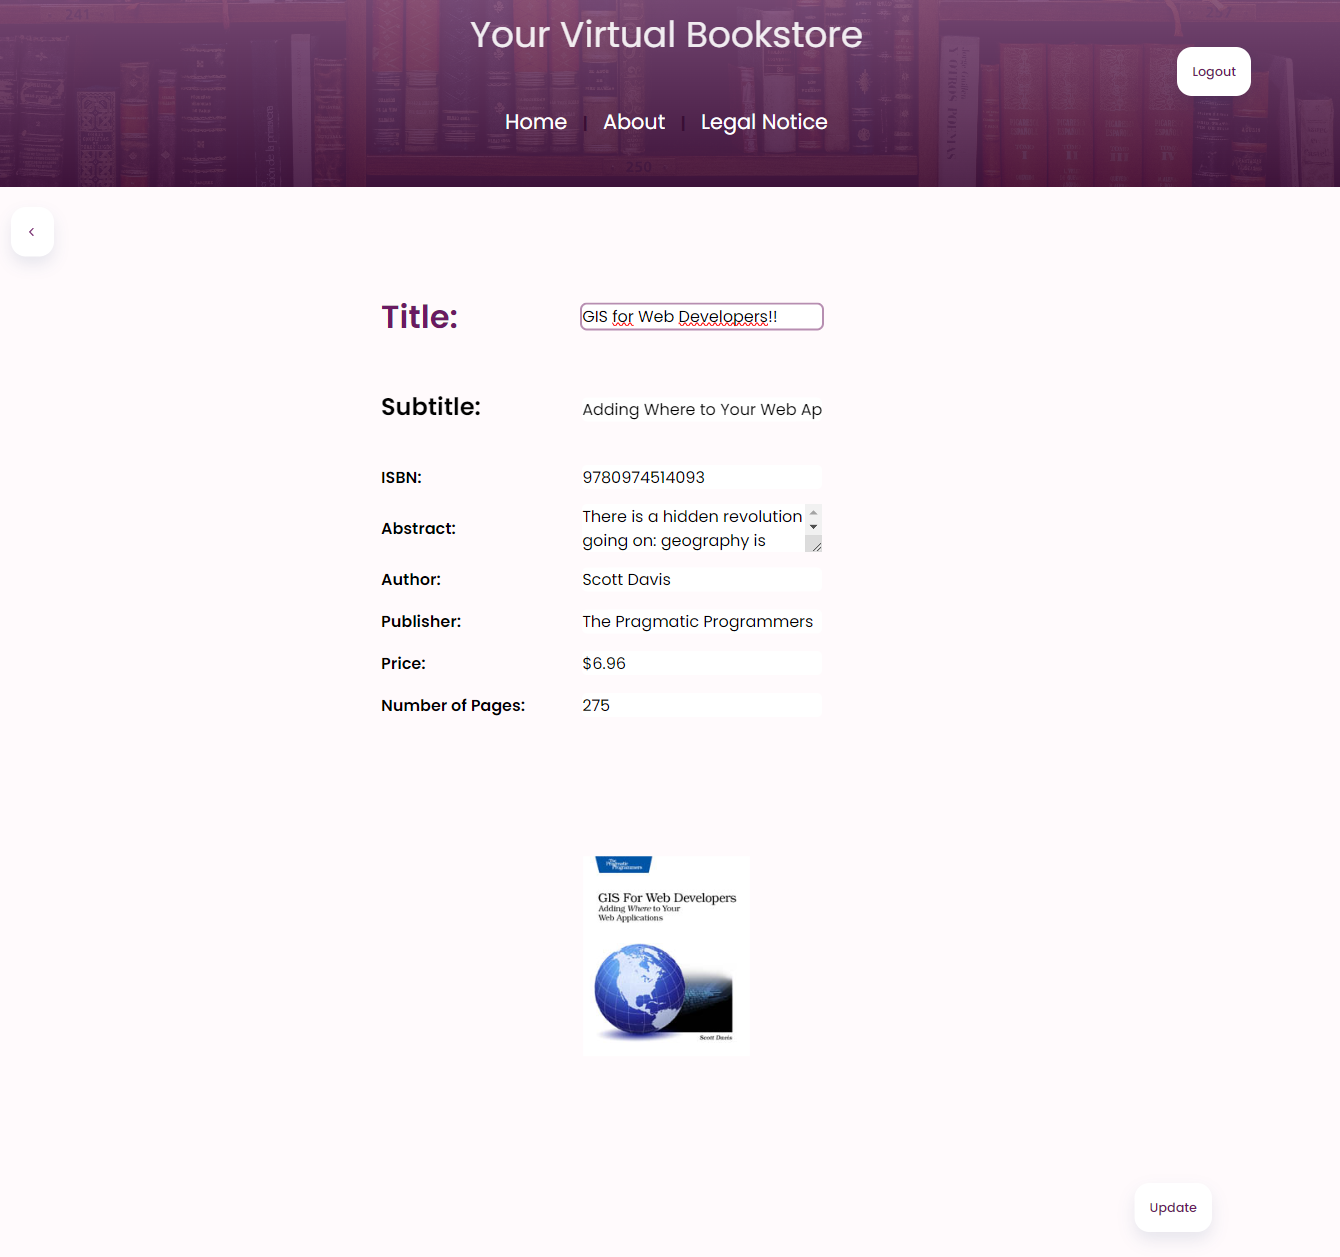 Your Virtual Bookstore
Logout
Home | About | Legal Notice
241
250
Title: GIS for Web Developers!!
Subtitle: Adding Where to Your Web Ap
ISBN: 9780974514093
Abstract: There is a hidden revolution
going on: geography is
Author: Scott Davis
Publisher: The Pragmatic Programmers
Price: $6.96
Number of Pages: 275
The
Pragmatic
Programmers
GIS For Web Developers
Adding Where to Your
Web Applications
Scott Davis
Update